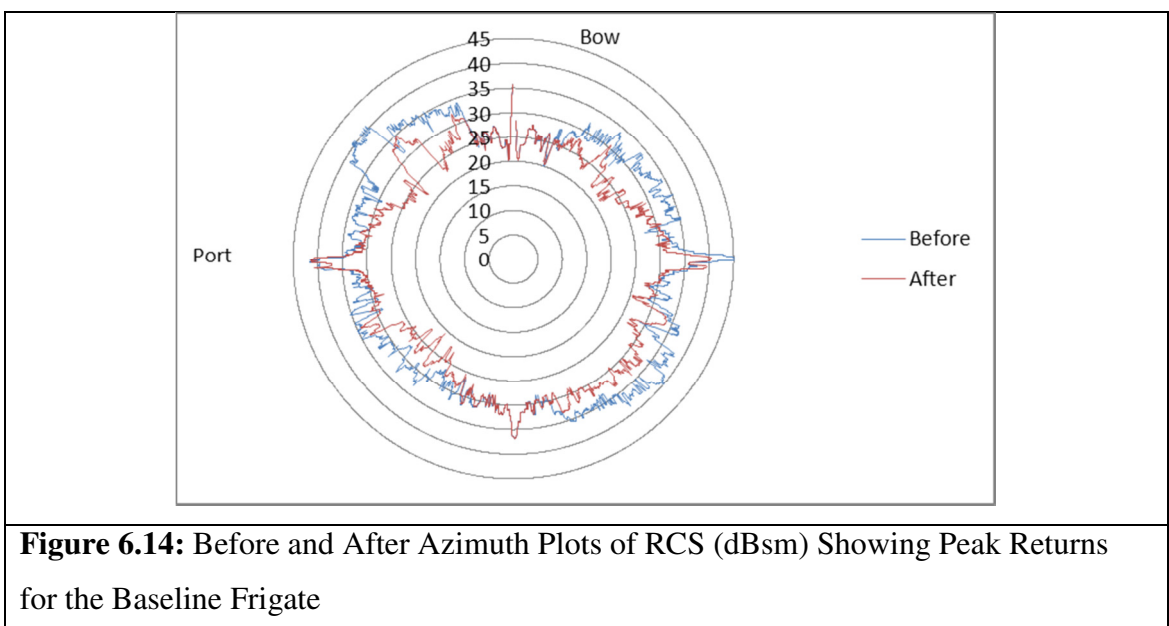 Bow
45
40
35
30
25
20
15
10
5
0
Port
Before
After
Figure 6.14: Before and After Azimuth Plots of RCS (dBsm) Showing Peak Returns
for the Baseline Frigate